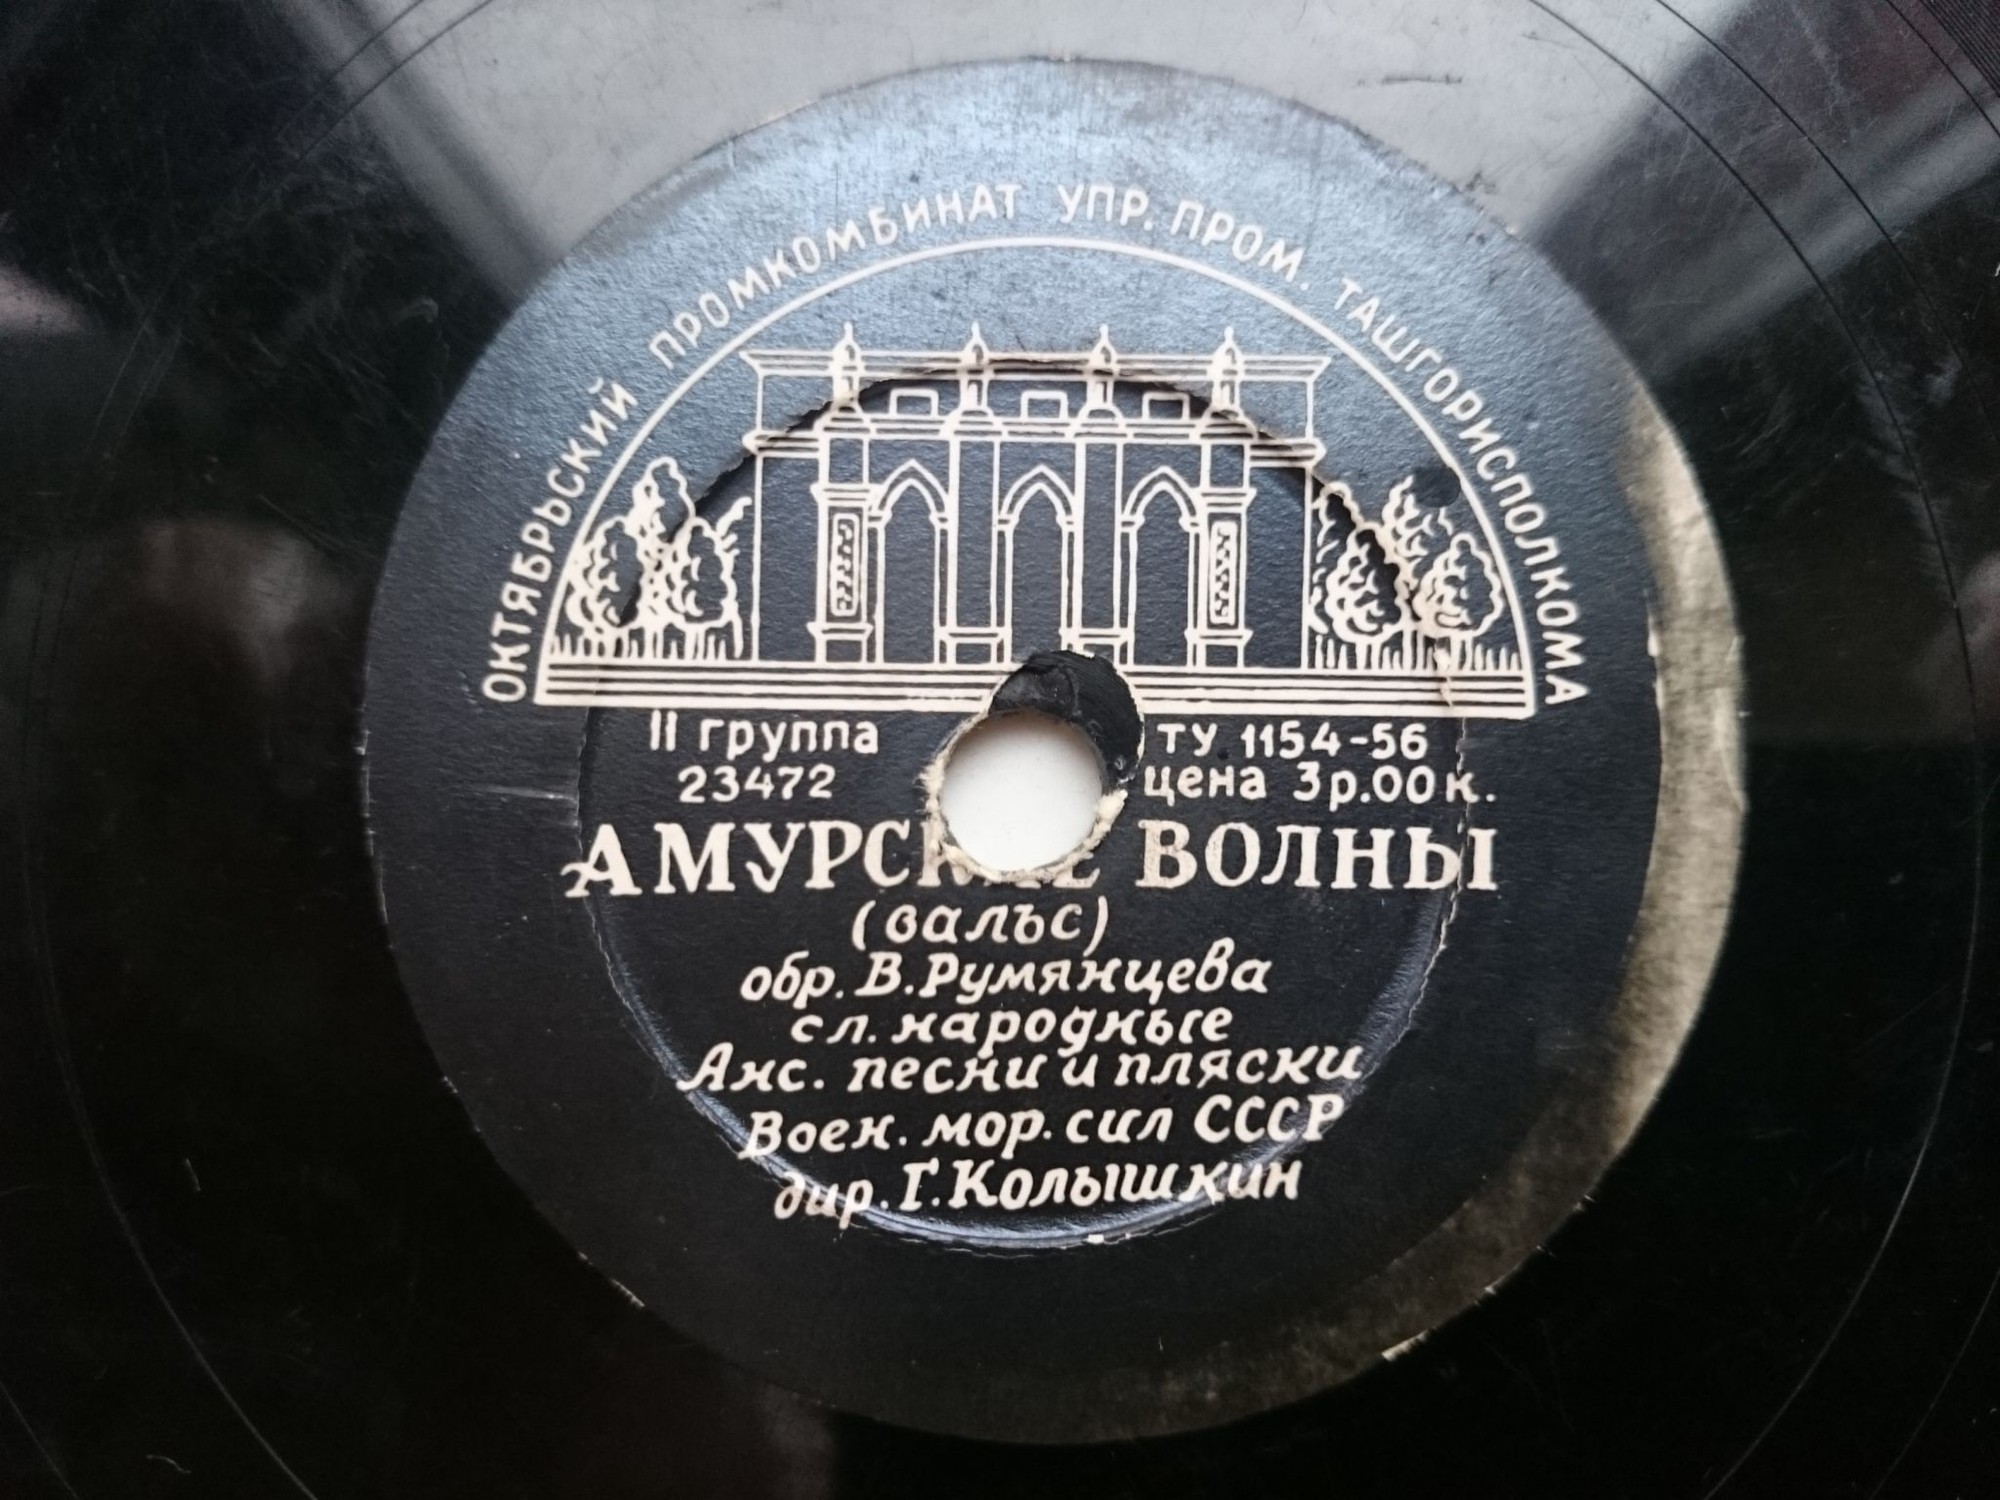 ОКТЯБРЬСКИЙ ПРОМКОМБИНАТ УПР. ПРОМ. ТАШГОРИСПОЛКОМА
II группа
23472
ТУ 1154-56
цена 3р.00к.
АМУРСКИЕ ВОЛНЫ
(вальс)
обр. В. Румянцева
сл. народные
Анс. песни и пляски
Воен. мор. сил СССР
дир. Г. Колышкин